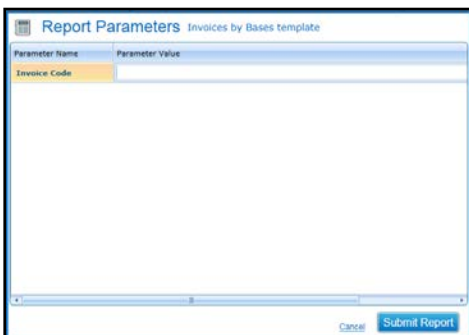 Report Parameters Invoices by Bases template
Parameter Name Parameter Value
Invoice Code
Cancel Submit Report